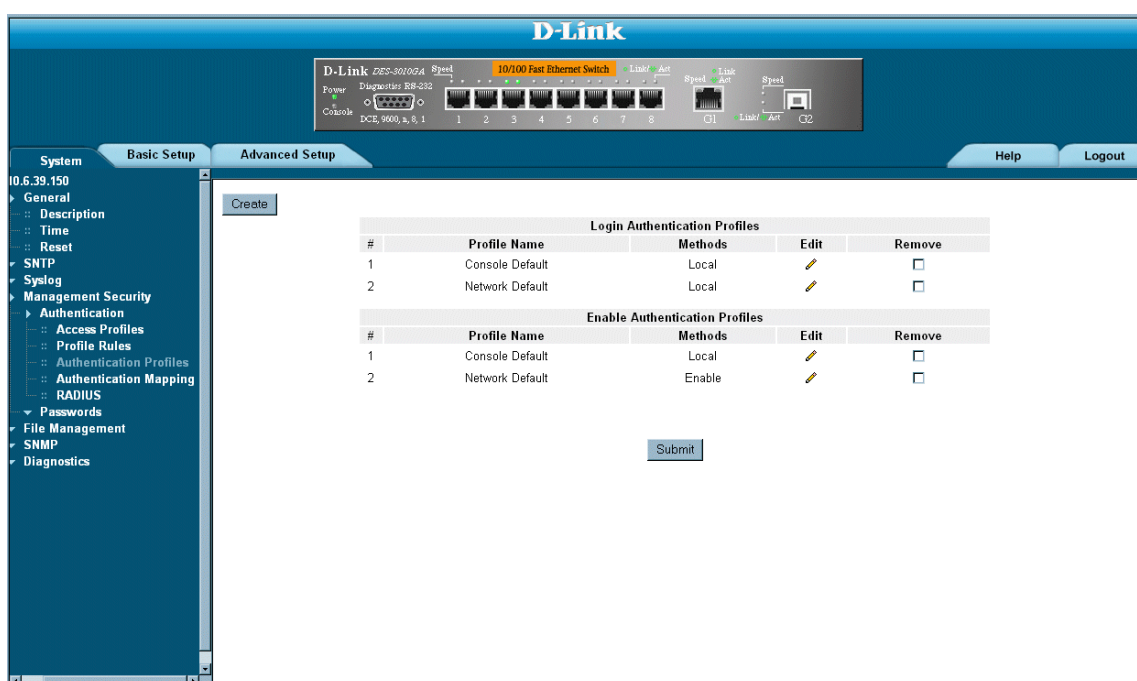 D-Link
D-Link DES-3010GA Speed 10/100 Fast Ethernet Switch Link/ Act
Power Diagnostics RS-232
Console DCE, 9600, n, 8, 1
1 2 3 4 5 6 7 8
Speed Link Act
G1
Speed
Link/ Act G2
System Basic Setup Advanced Setup Help Logout
10.6.39.150
General
Description
Time
Reset
SNTP
Syslog
Management Security
Authentication
Access Profiles
Profile Rules
Authentication Profiles
Authentication Mapping
RADIUS
Passwords
File Management
SNMP
Diagnostics
Create
Login Authentication Profiles
# Profile Name Methods Edit Remove
1 Console Default Local
2 Network Default Local
Enable Authentication Profiles
# Profile Name Methods Edit Remove
1 Console Default Local
2 Network Default Enable
Submit